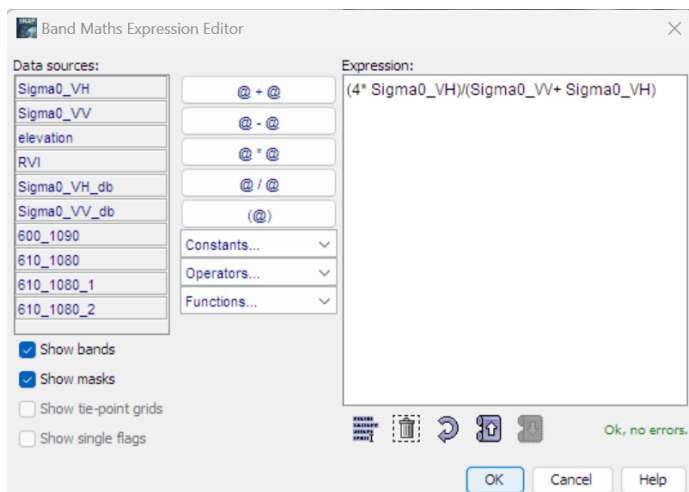 Band Maths Expression Editor
Data sources:
Sigma0_VH
Sigma0_VV
elevation
RVI
Sigma0_VH_db
Sigma0_VV_db
600_1090
610_1080
610_1080_1
610_1080_2
Show bands
Show masks
Show tie-point grids
Show single flags
@ + @
@ - @
@ * @
@ / @
(@)
Constants...
Operators...
Functions...
Expression:
(4* Sigma0_VH)/(Sigma0_VV+ Sigma0_VH)
Ok, no errors.
OK
Cancel
Help